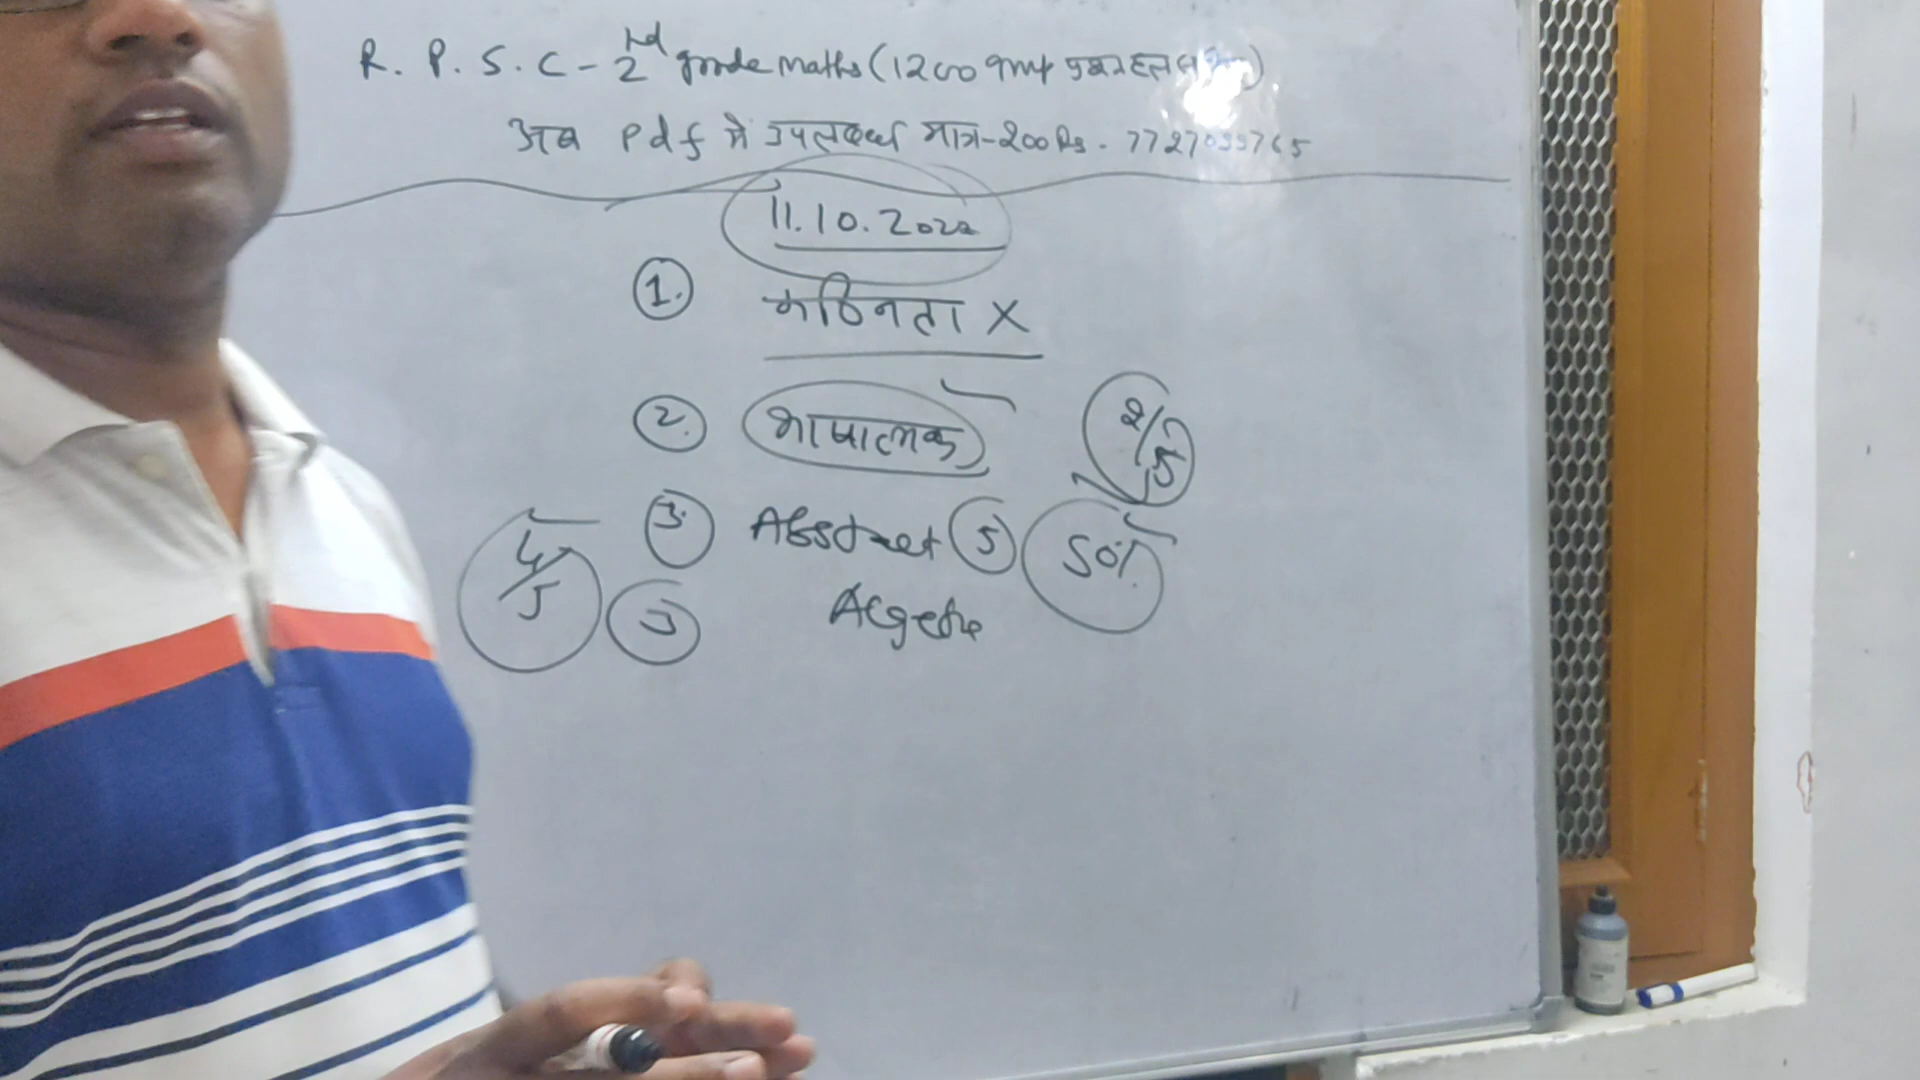 R. P. S. C - 2nd grade maths (1200 गणा प्रश्न हल
अब Pdf में उपलब्ध मात्र-200 Rs. 7727
11.10.2022
1. कठिनता X
2. भाषात्मक 2/5
3. Abstract 5 50%
4/5 5 Algebra